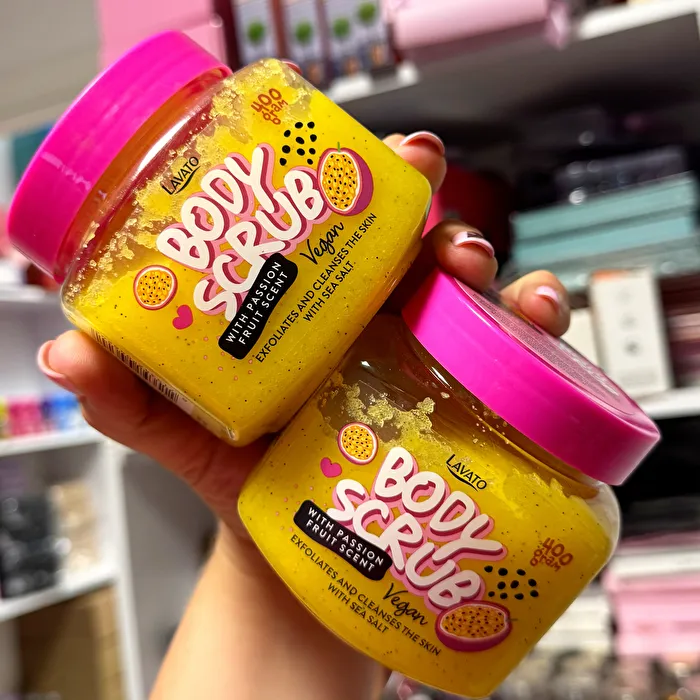 400
gram
LAVATO
BODY
SCRUB
WITH PASSION
FRUIT SCENT
Vegan
EXFOLIATES AND CLEANSES THE SKIN
WITH SEA SALT
LAVATO
BODY
SCRUB
400
gram
WITH PASSION
FRUIT SCENT
Vegan
EXFOLIATES AND CLEANSES THE SKIN
WITH SEA SALT